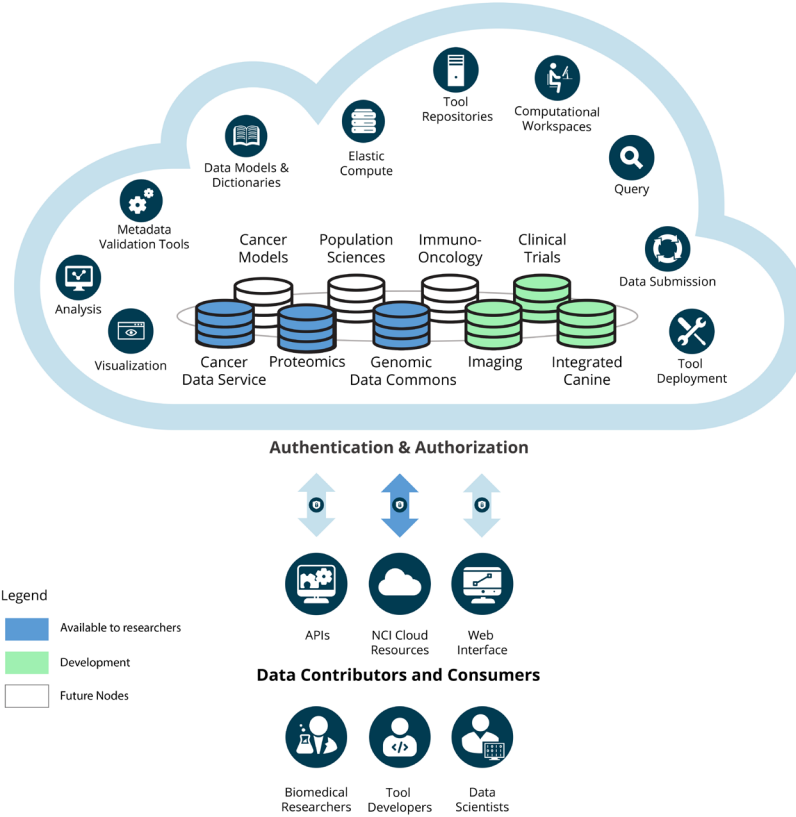 Tool
Repositories
Computational
Workspaces
Elastic
Compute
Data Models &
Dictionaries
Query
Metadata
Validation Tools
Cancer
Models
Population
Sciences
Immuno-
Oncology
Clinical
Trials
Data Submission
Analysis
Visualization
Cancer
Data Service
Proteomics
Genomic
Data Commons
Imaging
Integrated
Canine
Tool
Deployment
Authentication & Authorization
APIs
NCI Cloud
Resources
Web
Interface
Legend
Available to researchers
Development
Future Nodes
Data Contributors and Consumers
Biomedical
Researchers
Tool
Developers
Data
Scientists